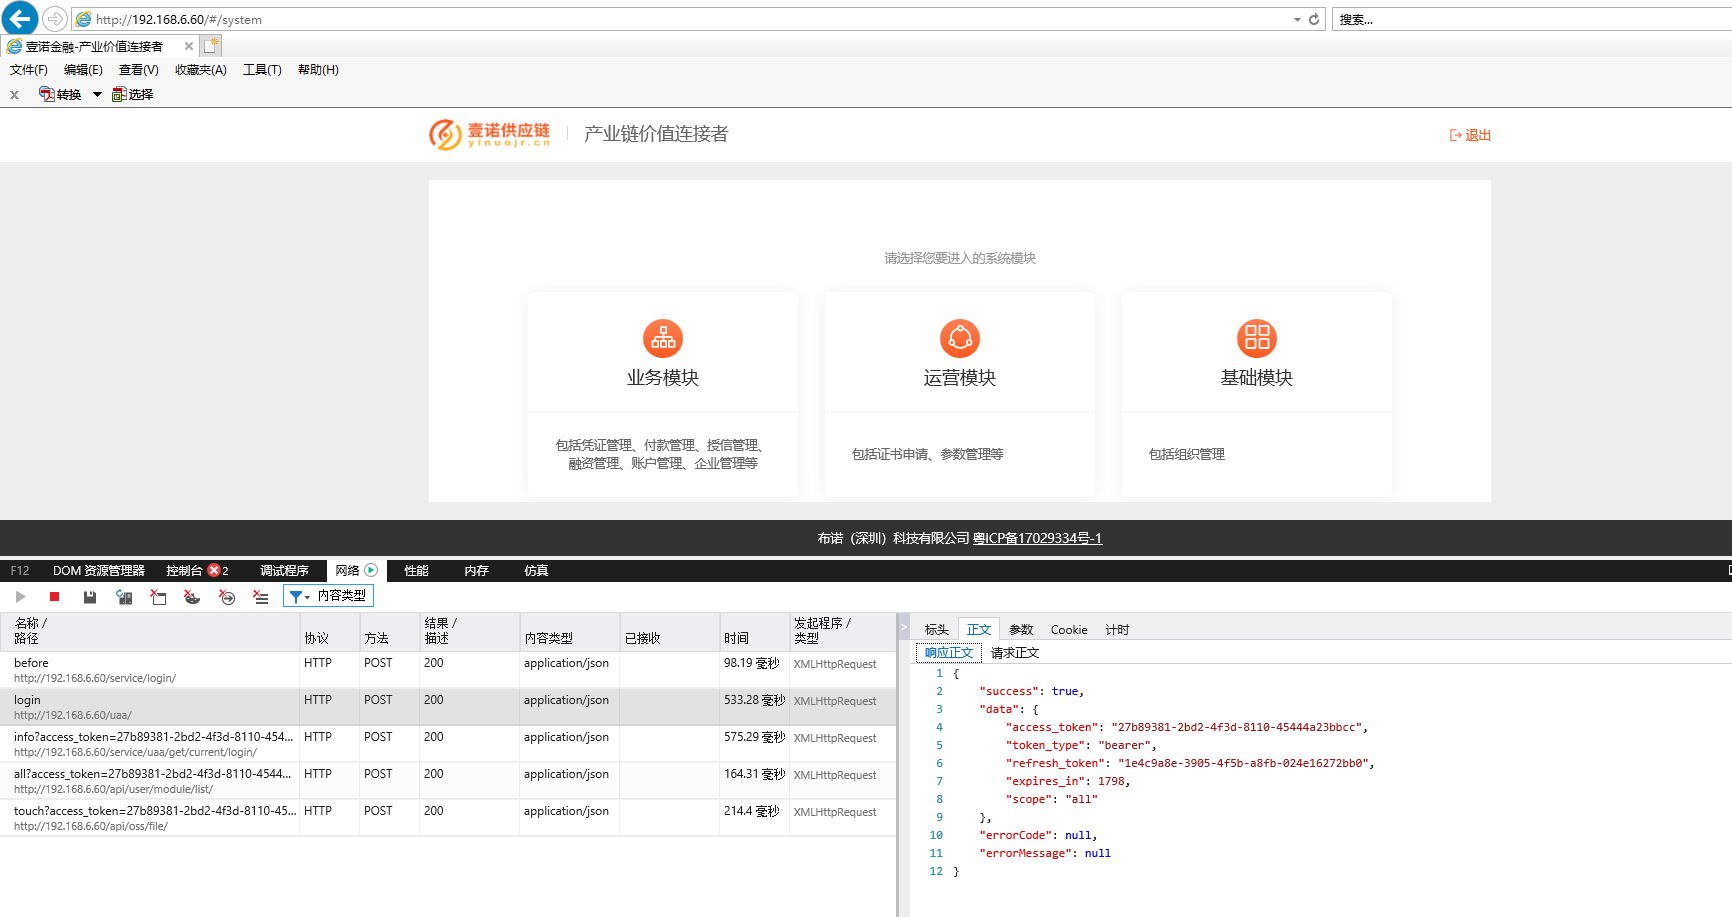 http://192.168.6.60/#/system
搜索...
壹诺金融-产业价值连接者
文件(F) 编辑(E) 查看(V) 收藏夹(A) 工具(T) 帮助(H)
x 转换 选择
壹诺供应链
yinuojr.cn
产业链价值连接者
退出
请选择您要进入的系统模块
业务模块
包括凭证管理、付款管理、授信管理、
融资管理、账户管理、企业管理等
运营模块
包括证书申请、参数管理等
基础模块
包括组织管理
布诺（深圳）科技有限公司 粤ICP备17029334号-1
F12 DOM 资源管理器 控制台 2 调试程序 网络 性能 内存 仿真
内容类型
名称 / 路径 协议 方法 结果 / 描述 内容类型 已接收 时间 发起程序 / 类型
before HTTP POST 200 application/json 98.19 毫秒 XMLHttpRequest
http://192.168.6.60/service/login/
login HTTP POST 200 application/json 533.28 毫秒 XMLHttpRequest
http://192.168.6.60/uaa/
info?access_token=27b89381-2bd2-4f3d-8110-454... HTTP POST 200 application/json 575.29 毫秒 XMLHttpRequest
http://192.168.6.60/service/uaa/get/current/login/
all?access_token=27b89381-2bd2-4f3d-8110-4544... HTTP POST 200 application/json 164.31 毫秒 XMLHttpRequest
http://192.168.6.60/api/user/module/list/
touch?access_token=27b89381-2bd2-4f3d-8110-45... HTTP POST 200 application/json 214.4 毫秒 XMLHttpRequest
http://192.168.6.60/api/oss/file/
标头 正文 参数 Cookie 计时
响应正文 请求正文
1 {
2 "success": true,
3 "data": {
4 "access_token": "27b89381-2bd2-4f3d-8110-45444a23bbcc",
5 "token_type": "bearer",
6 "refresh_token": "1e4c9a8e-3905-4f5b-a8fb-024e16272bb0",
7 "expires_in": 1798,
8 "scope": "all"
9 },
10 "errorCode": null,
11 "errorMessage": null
12 }